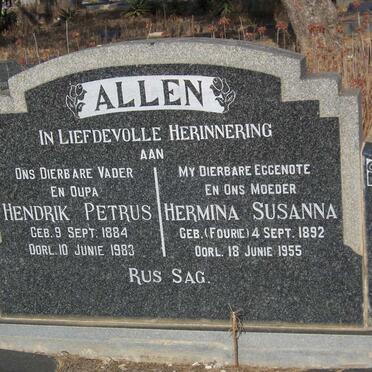 ALLEN
IN LIEFDEVOLLE HERINNERING
AAN
ONS DIERBARE VADER
EN OUPA
HENDRIK PETRUS
GEB. 9 SEPT. 1884
OORL. 10 JUNIE 1983
MY DIERBARE EGGENOTE
EN ONS MOEDER
HERMINA SUSANNA
GEB. (FOURIE) 4 SEPT. 1892
OORL. 18 JUNIE 1955
RUS SAG.